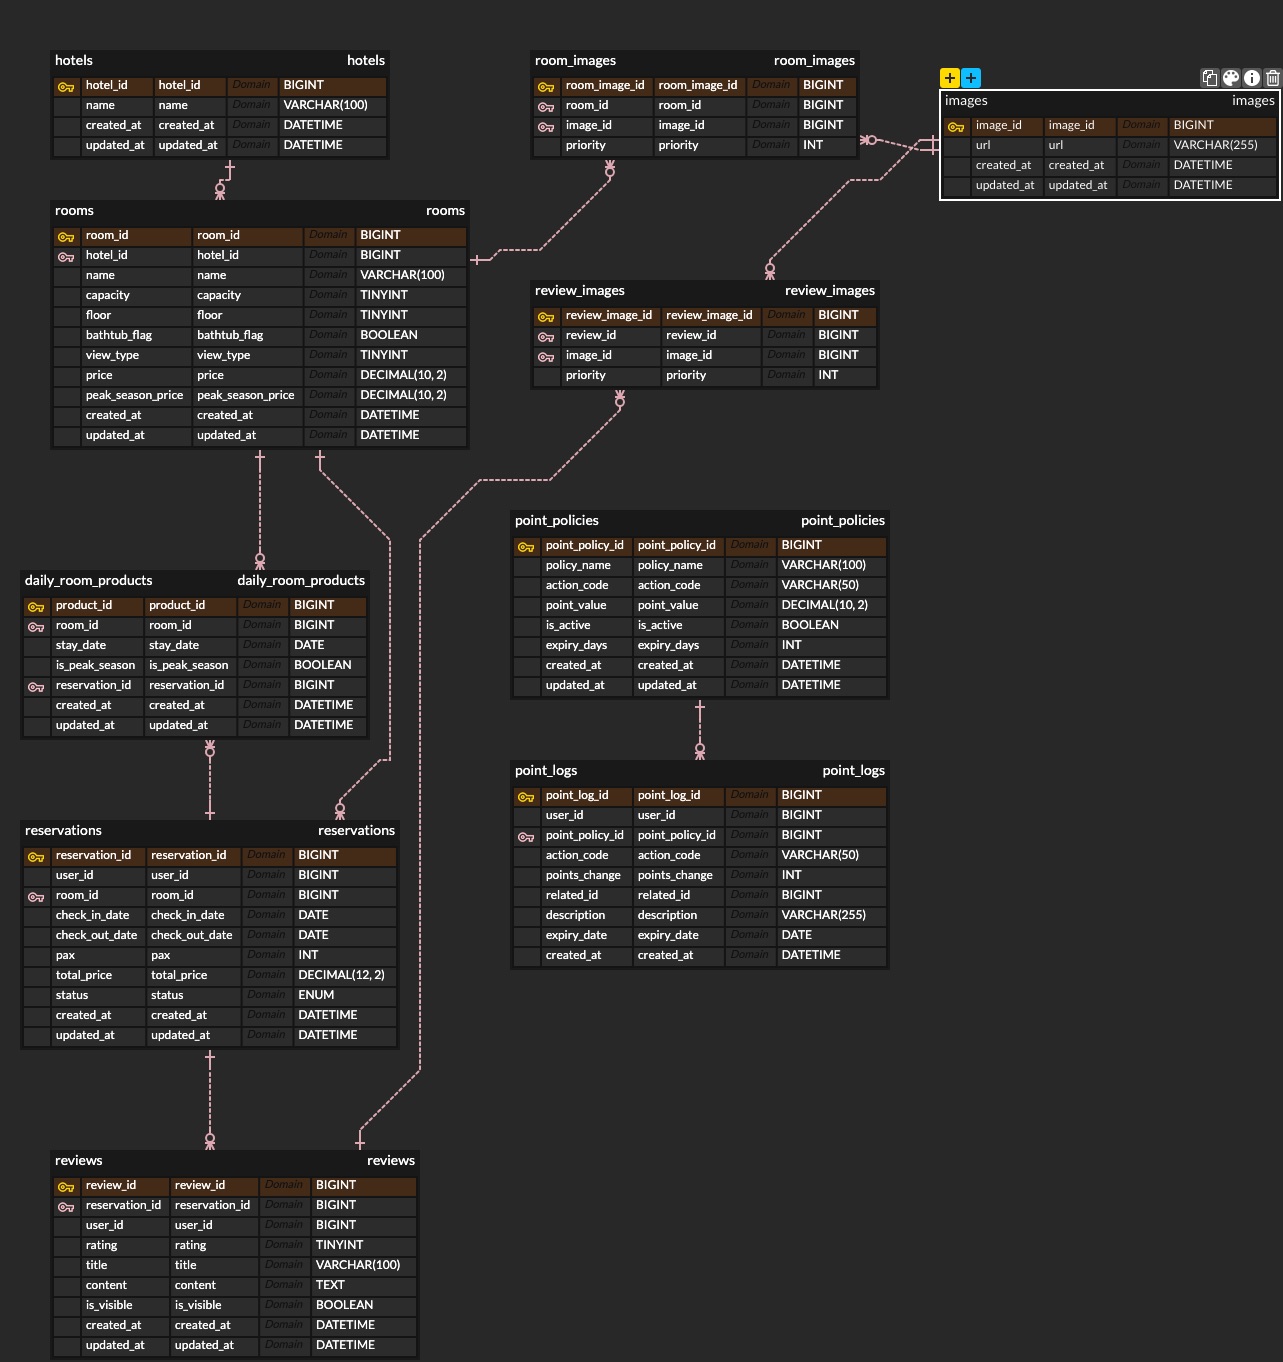 hotels hotels
hotel_id hotel_id Domain BIGINT
name name Domain VARCHAR(100)
created_at created_at Domain DATETIME
updated_at updated_at Domain DATETIME
room_images room_images
room_image_id room_image_id Domain BIGINT
room_id room_id Domain BIGINT
image_id image_id Domain BIGINT
priority priority Domain INT
images images
image_id image_id Domain BIGINT
url url Domain VARCHAR(255)
created_at created_at Domain DATETIME
updated_at updated_at Domain DATETIME
rooms rooms
room_id room_id Domain BIGINT
hotel_id hotel_id Domain BIGINT
name name Domain VARCHAR(100)
capacity capacity Domain TINYINT
floor floor Domain TINYINT
bathtub_flag bathtub_flag Domain BOOLEAN
view_type view_type Domain TINYINT
price price Domain DECIMAL(10, 2)
peak_season_price peak_season_price Domain DECIMAL(10, 2)
created_at created_at Domain DATETIME
updated_at updated_at Domain DATETIME
review_images review_images
review_image_id review_image_id Domain BIGINT
review_id review_id Domain BIGINT
image_id image_id Domain BIGINT
priority priority Domain INT
point_policies point_policies
point_policy_id point_policy_id Domain BIGINT
policy_name policy_name Domain VARCHAR(100)
action_code action_code Domain VARCHAR(50)
point_value point_value Domain DECIMAL(10, 2)
is_active is_active Domain BOOLEAN
expiry_days expiry_days Domain INT
created_at created_at Domain DATETIME
updated_at updated_at Domain DATETIME
daily_room_products daily_room_products
product_id product_id Domain BIGINT
room_id room_id Domain BIGINT
stay_date stay_date Domain DATE
is_peak_season is_peak_season Domain BOOLEAN
reservation_id reservation_id Domain BIGINT
created_at created_at Domain DATETIME
updated_at updated_at Domain DATETIME
point_logs point_logs
point_log_id point_log_id Domain BIGINT
user_id user_id Domain BIGINT
point_policy_id point_policy_id Domain BIGINT
action_code action_code Domain VARCHAR(50)
points_change points_change Domain INT
related_id related_id Domain BIGINT
description description Domain VARCHAR(255)
expiry_date expiry_date Domain DATE
created_at created_at Domain DATETIME
reservations reservations
reservation_id reservation_id Domain BIGINT
user_id user_id Domain BIGINT
room_id room_id Domain BIGINT
check_in_date check_in_date Domain DATE
check_out_date check_out_date Domain DATE
pax pax Domain INT
total_price total_price Domain DECIMAL(12, 2)
status status Domain ENUM
created_at created_at Domain DATETIME
updated_at updated_at Domain DATETIME
reviews reviews
review_id review_id Domain BIGINT
reservation_id reservation_id Domain BIGINT
user_id user_id Domain BIGINT
rating rating Domain TINYINT
title title Domain VARCHAR(100)
content content Domain TEXT
is_visible is_visible Domain BOOLEAN
created_at created_at Domain DATETIME
updated_at updated_at Domain DATETIME